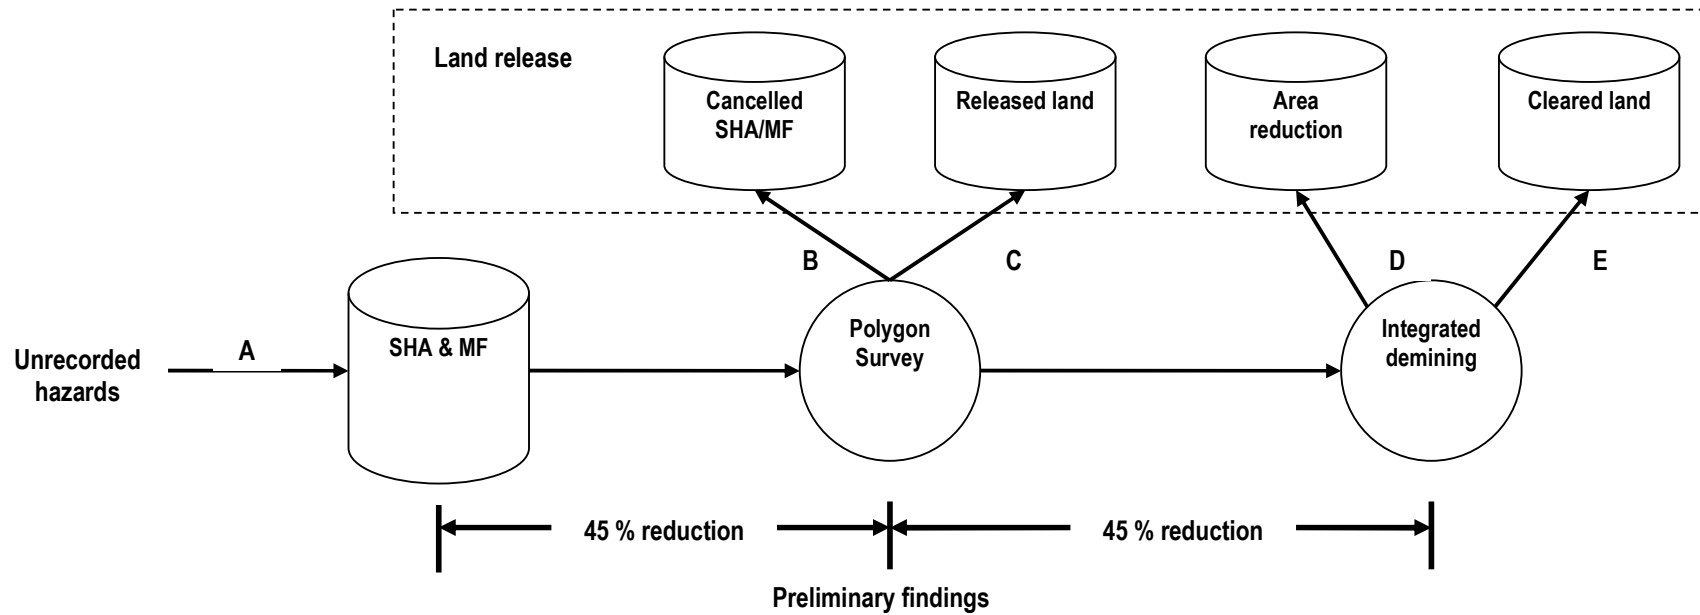 Land release
Cancelled
SHA/MF
Released land
Area
reduction
Cleared land
B
C
D
E
Unrecorded
hazards
A
SHA & MF
Polygon
Survey
Integrated
demining
45 % reduction
45 % reduction
Preliminary findings